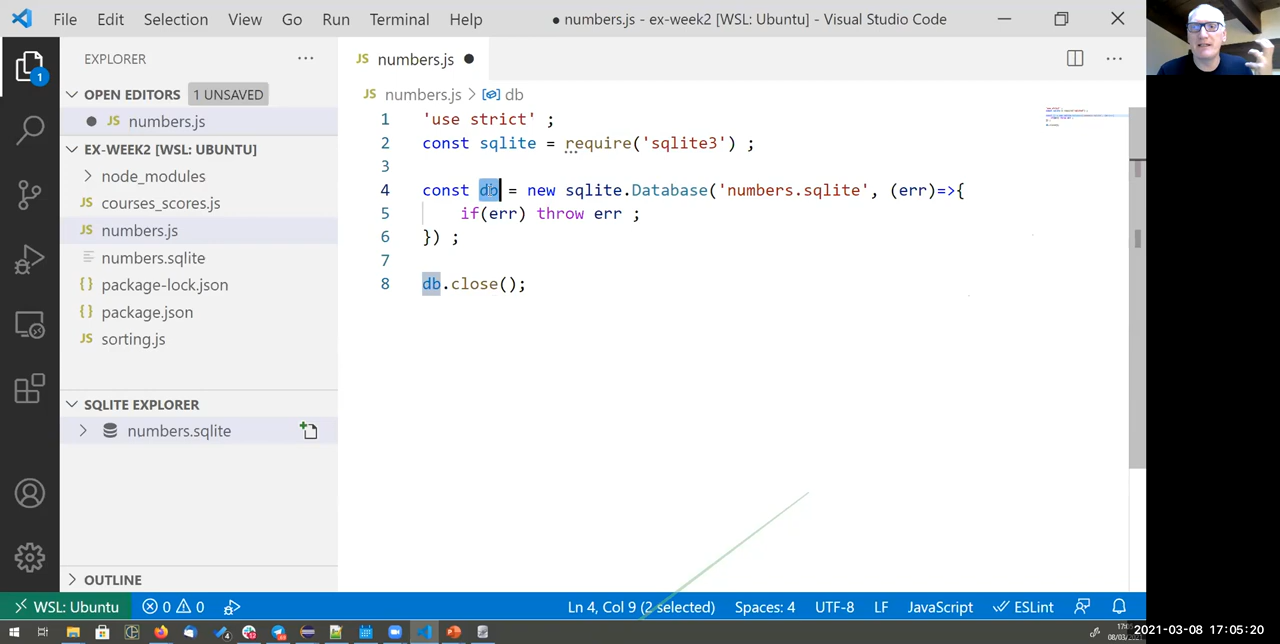 File Edit Selection View Go Run Terminal Help ● numbers.js - ex-week2 [WSL: Ubuntu] - Visual Studio Code
EXPLORER
JS numbers.js ●
OPEN EDITORS 1 UNSAVED
● JS numbers.js
JS numbers.js > db
EX-WEEK2 [WSL: UBUNTU]
node_modules
JS courses_scores.js
JS numbers.js
numbers.sqlite
{} package-lock.json
{} package.json
JS sorting.js
SQLITE EXPLORER
numbers.sqlite
OUTLINE
1
1 'use strict' ;
2 const sqlite = require('sqlite3') ;
3
4 const db = new sqlite.Database('numbers.sqlite', (err)=>{
5 if(err) throw err ;
6 }) ;
7
8 db.close();
WSL: Ubuntu 0 0 Ln 4, Col 9 (2 selected) Spaces: 4 UTF-8 LF JavaScript ESLint
2021-03-08 17:05:20